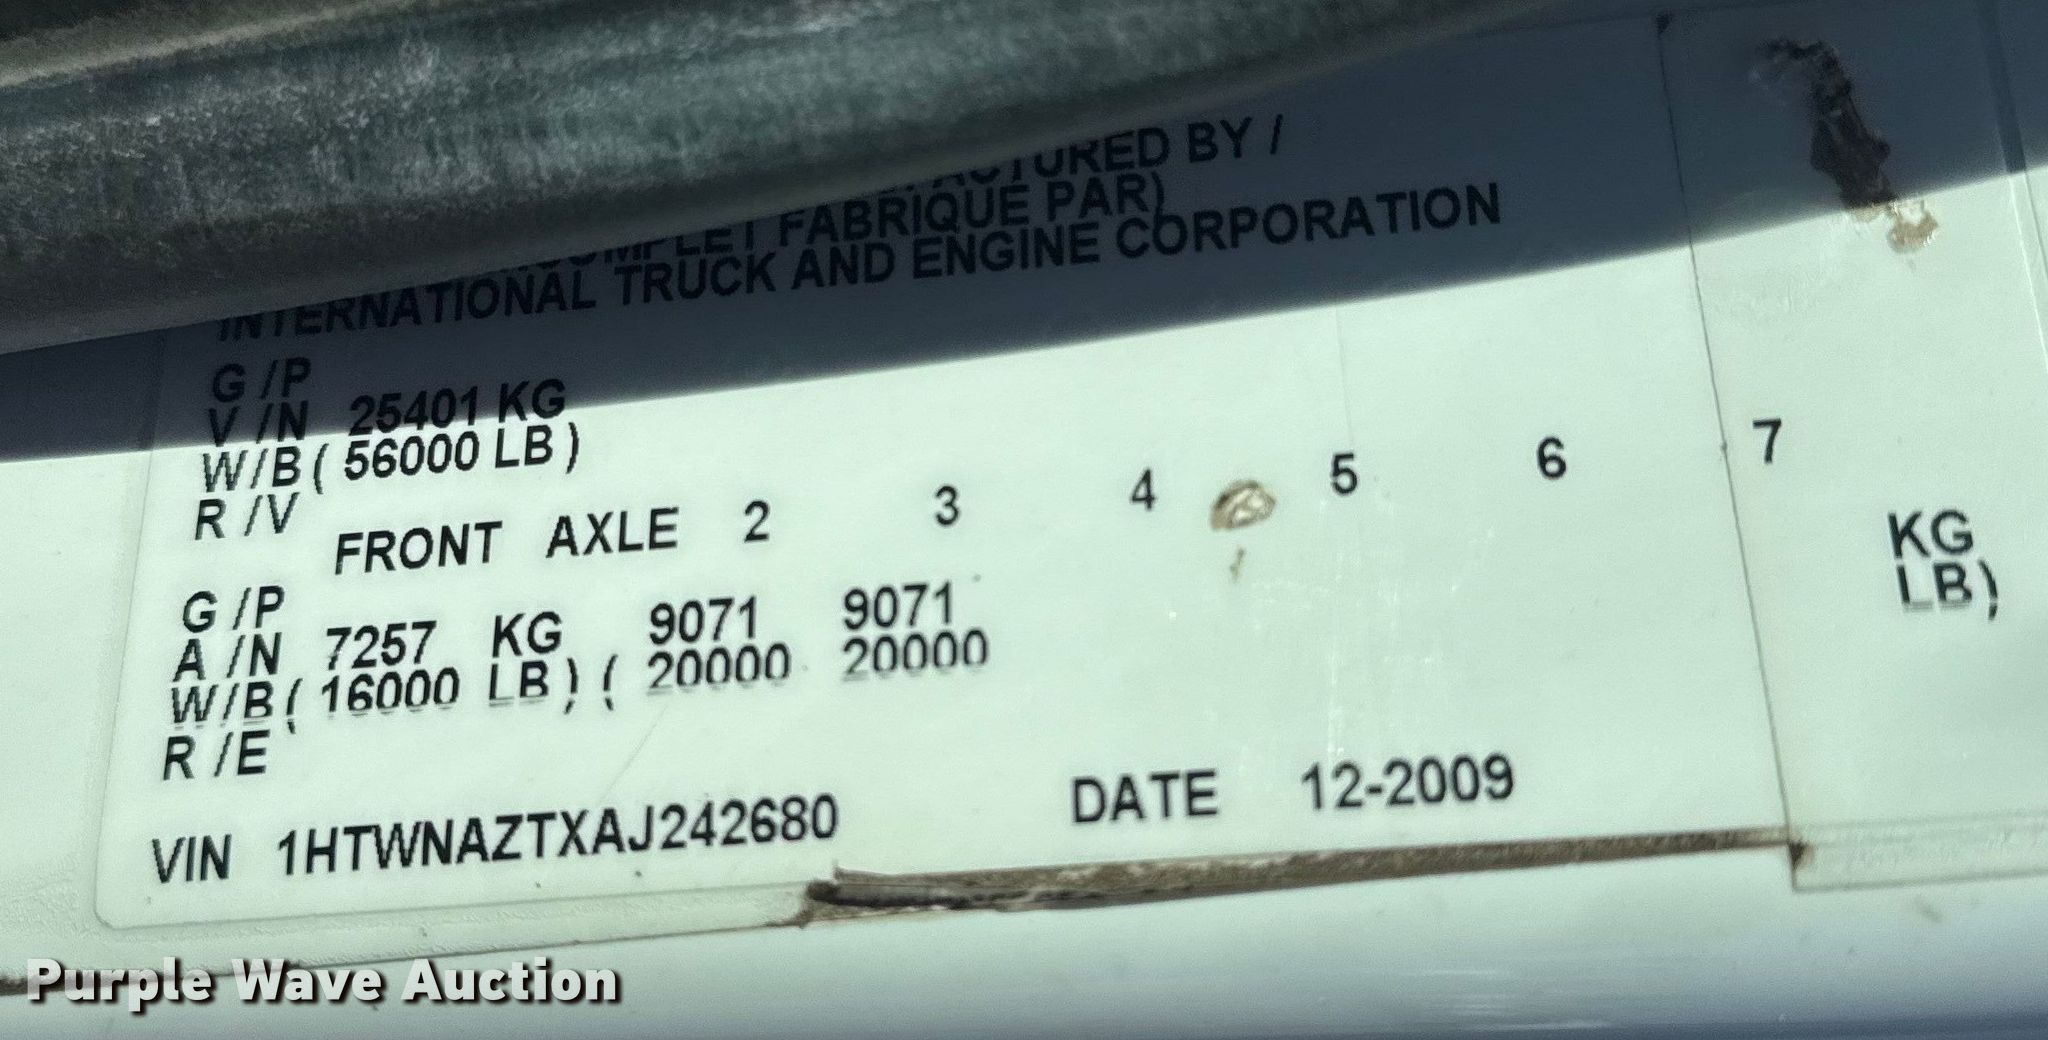 BY /
FABRIQUE PAR)
INTERNATIONAL TRUCK AND ENGINE CORPORATION
G /P
V /N 25401 KG
W/B ( 56000 LB )
R /V
FRONT AXLE 2 3 4 5 6 7
G /P
A /N 7257 KG 9071 9071 KG
W/B ( 16000 LB ) ( 20000 20000 LB)
R /E
VIN 1HTWNAZTXAJ242680 DATE 12-2009
Purple Wave Auction